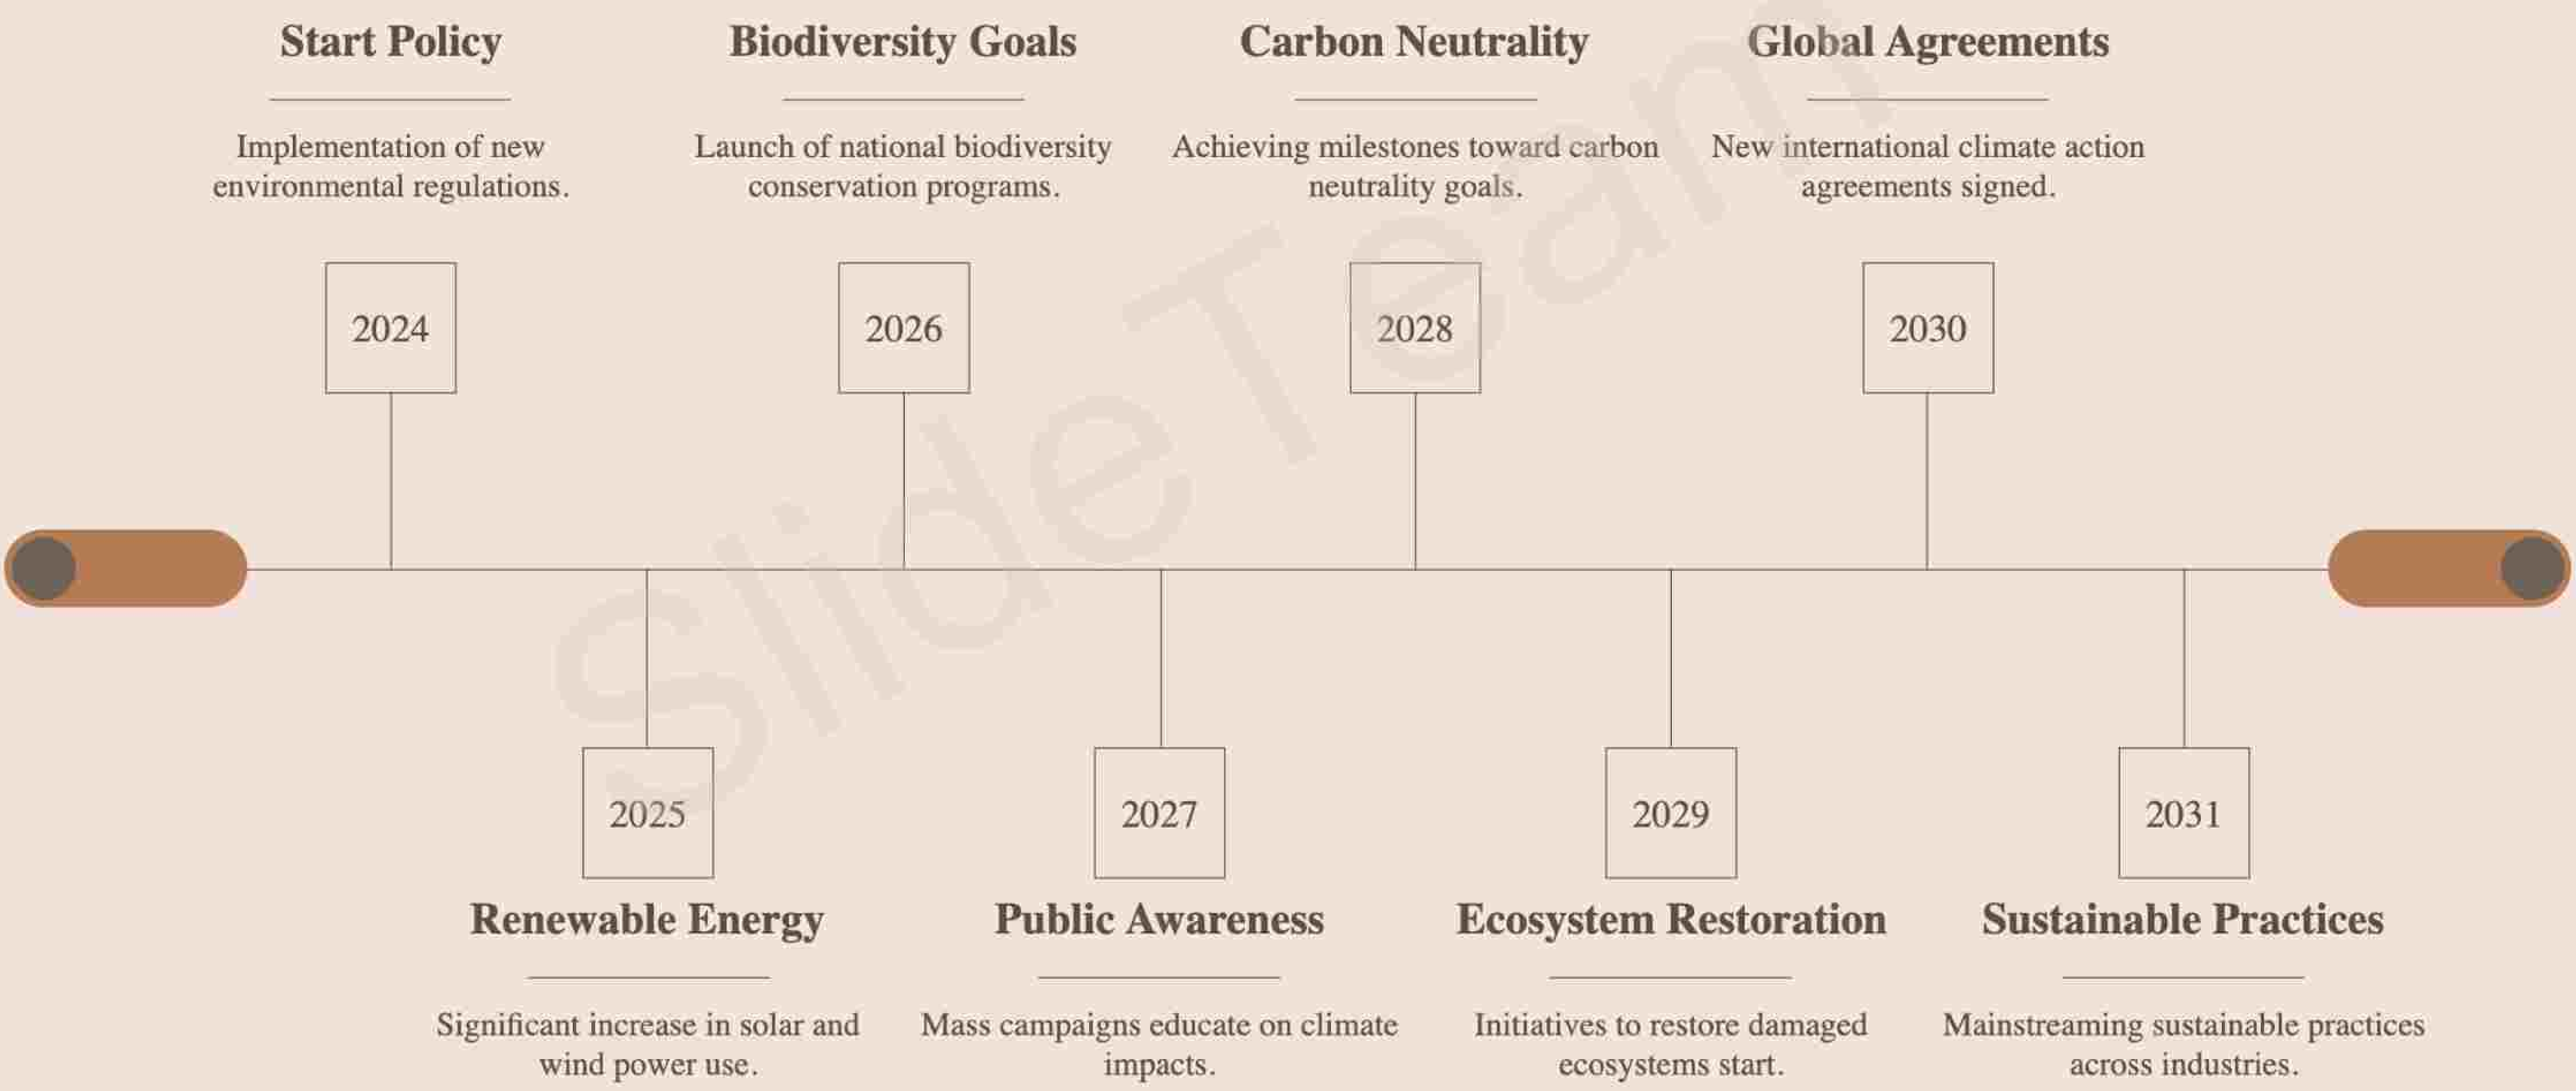 Start Policy
Implementation of new
environmental regulations.
2024
Biodiversity Goals
Launch of national biodiversity
conservation programs.
2026
Carbon Neutrality
Achieving milestones toward carbon
neutrality goals.
2028
Global Agreements
New international climate action
agreements signed.
2030
2025
Renewable Energy
Significant increase in solar and
wind power use.
2027
Public Awareness
Mass campaigns educate on climate
impacts.
2029
Ecosystem Restoration
Initiatives to restore damaged
ecosystems start.
2031
Sustainable Practices
Mainstreaming sustainable practices
across industries.
SlideTeam